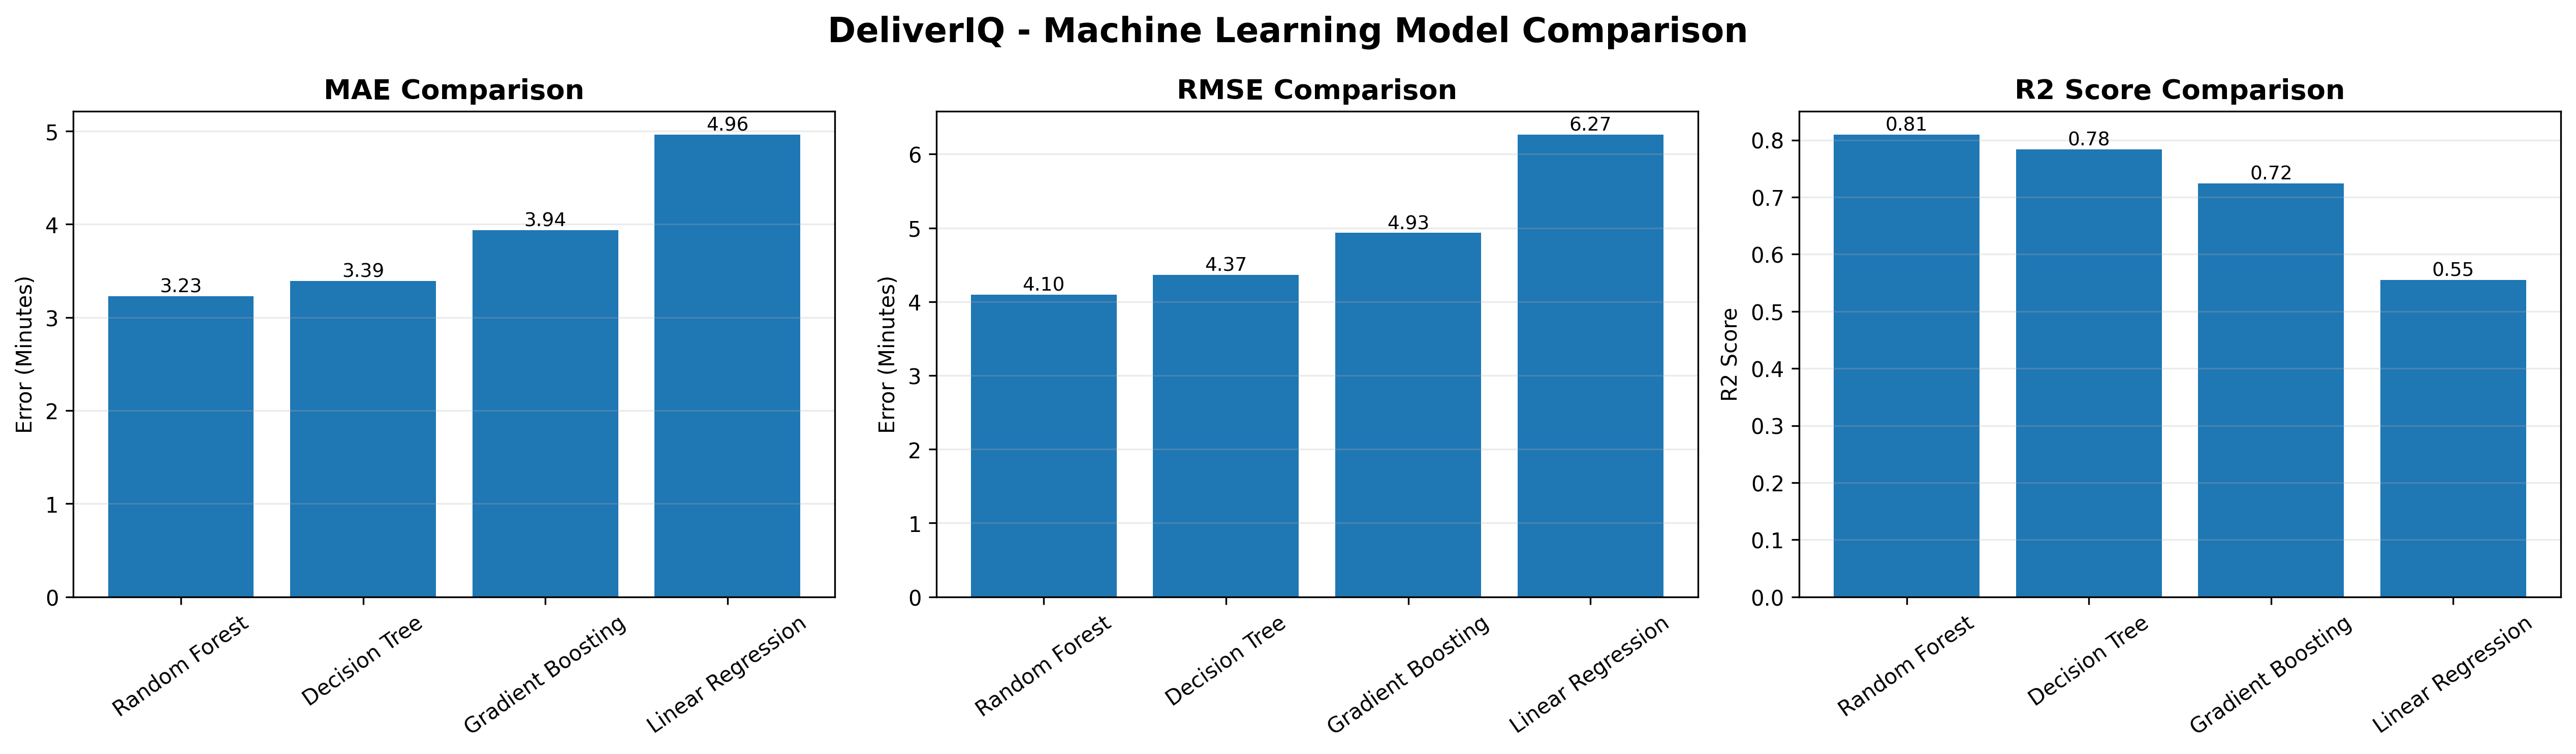 DeliverIQ - Machine Learning Model Comparison
MAE Comparison
Error (Minutes)
5
4
3
2
1
0
3.23
3.39
3.94
4.96
Random Forest
Decision Tree
Gradient Boosting
Linear Regression
RMSE Comparison
Error (Minutes)
6
5
4
3
2
1
0
4.10
4.37
4.93
6.27
Random Forest
Decision Tree
Gradient Boosting
Linear Regression
R2 Score Comparison
R2 Score
0.8
0.7
0.6
0.5
0.4
0.3
0.2
0.1
0.0
0.81
0.78
0.72
0.55
Random Forest
Decision Tree
Gradient Boosting
Linear Regression